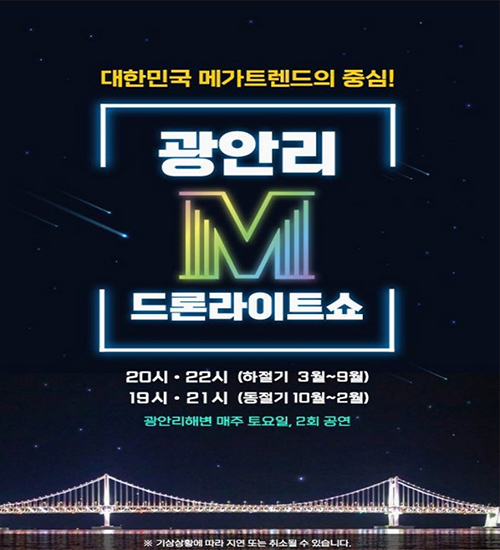 대한민국 메가트렌드의 중심!
광안리
M
드론라이트쇼
20시・22시 (하절기 3월~9월)
19시・21시 (동절기 10월~2월)
광안리해변 매주 토요일, 2회 공연
※ 기상상황에 따라 지연 또는 취소될 수 있습니다.